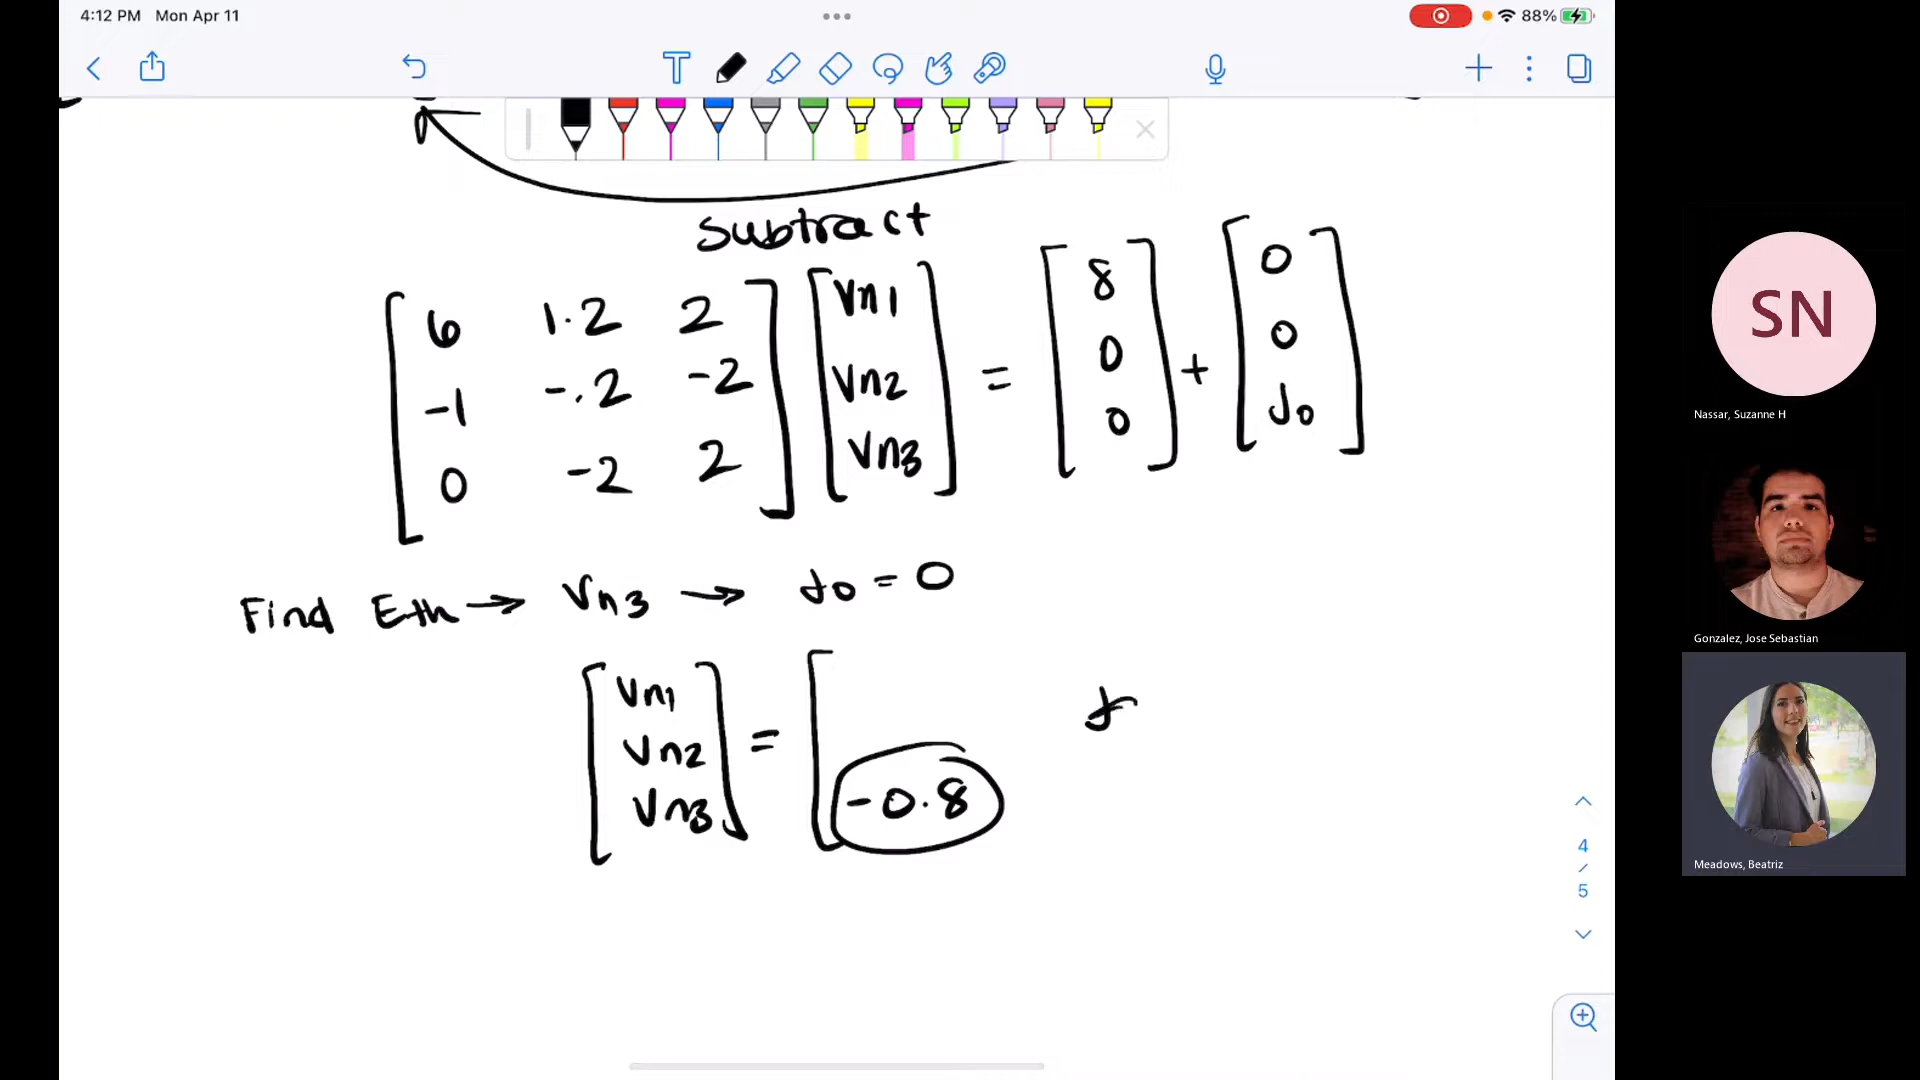 4:12 PM Mon Apr 11
88%
Subtract
6 1.2 2
-1 -.2 -2
0 -2 2
Vn1
Vn2
Vn3
=
8
0
0
+
0
0
Jo
Find Eth → Vn3 → Jo = 0
Vn1
Vn2
Vn3
=
-0.8
J
SN
Nassar, Suzanne H
Gonzalez, Jose Sebastian
Meadows, Beatriz
4
/
5